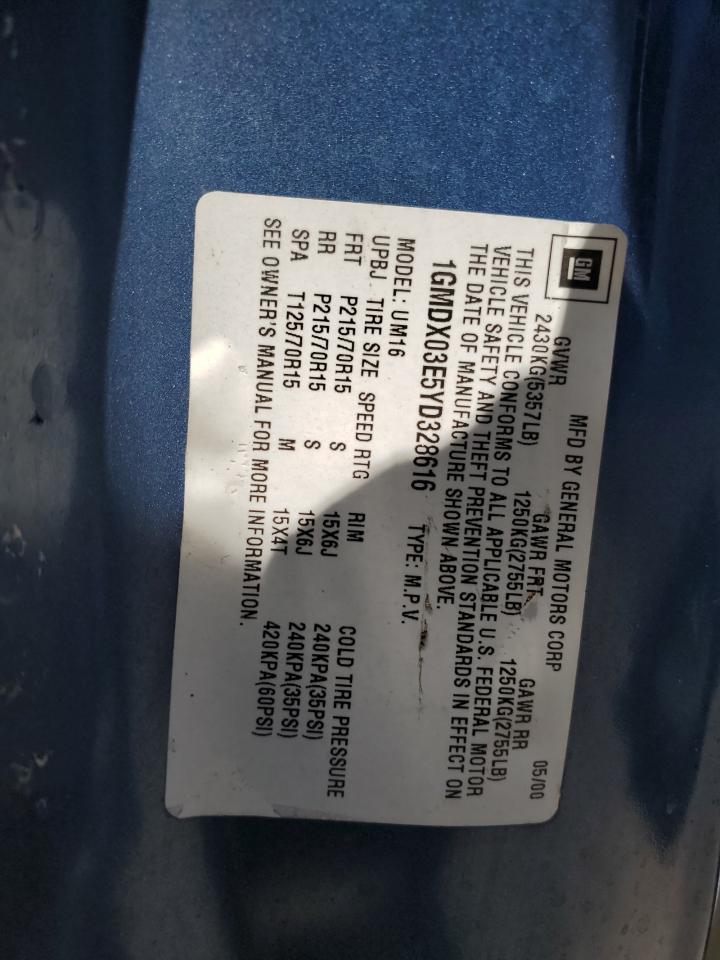 GM
MFD BY GENERAL MOTORS CORP 05/00
GVWR GAWR FRT GAWR RR
2430KG(5357LB) 1250KG(2755LB) 1250KG(2755LB)
THIS VEHICLE CONFORMS TO ALL APPLICABLE U.S. FEDERAL MOTOR
VEHICLE SAFETY AND THEFT PREVENTION STANDARDS IN EFFECT ON
THE DATE OF MANUFACTURE SHOWN ABOVE.
1GMDX03E5YD328616 TYPE: M.P.V.
MODEL: UM16
UPBJ TIRE SIZE SPEED RTG RIM COLD TIRE PRESSURE
FRT P215/70R15 S 15X6J 240KPA(35PSI)
RR P215/70R15 S 15X6J 240KPA(35PSI)
SPA T125/70R15 M 15X4T 420KPA(60PSI)
SEE OWNER'S MANUAL FOR MORE INFORMATION.